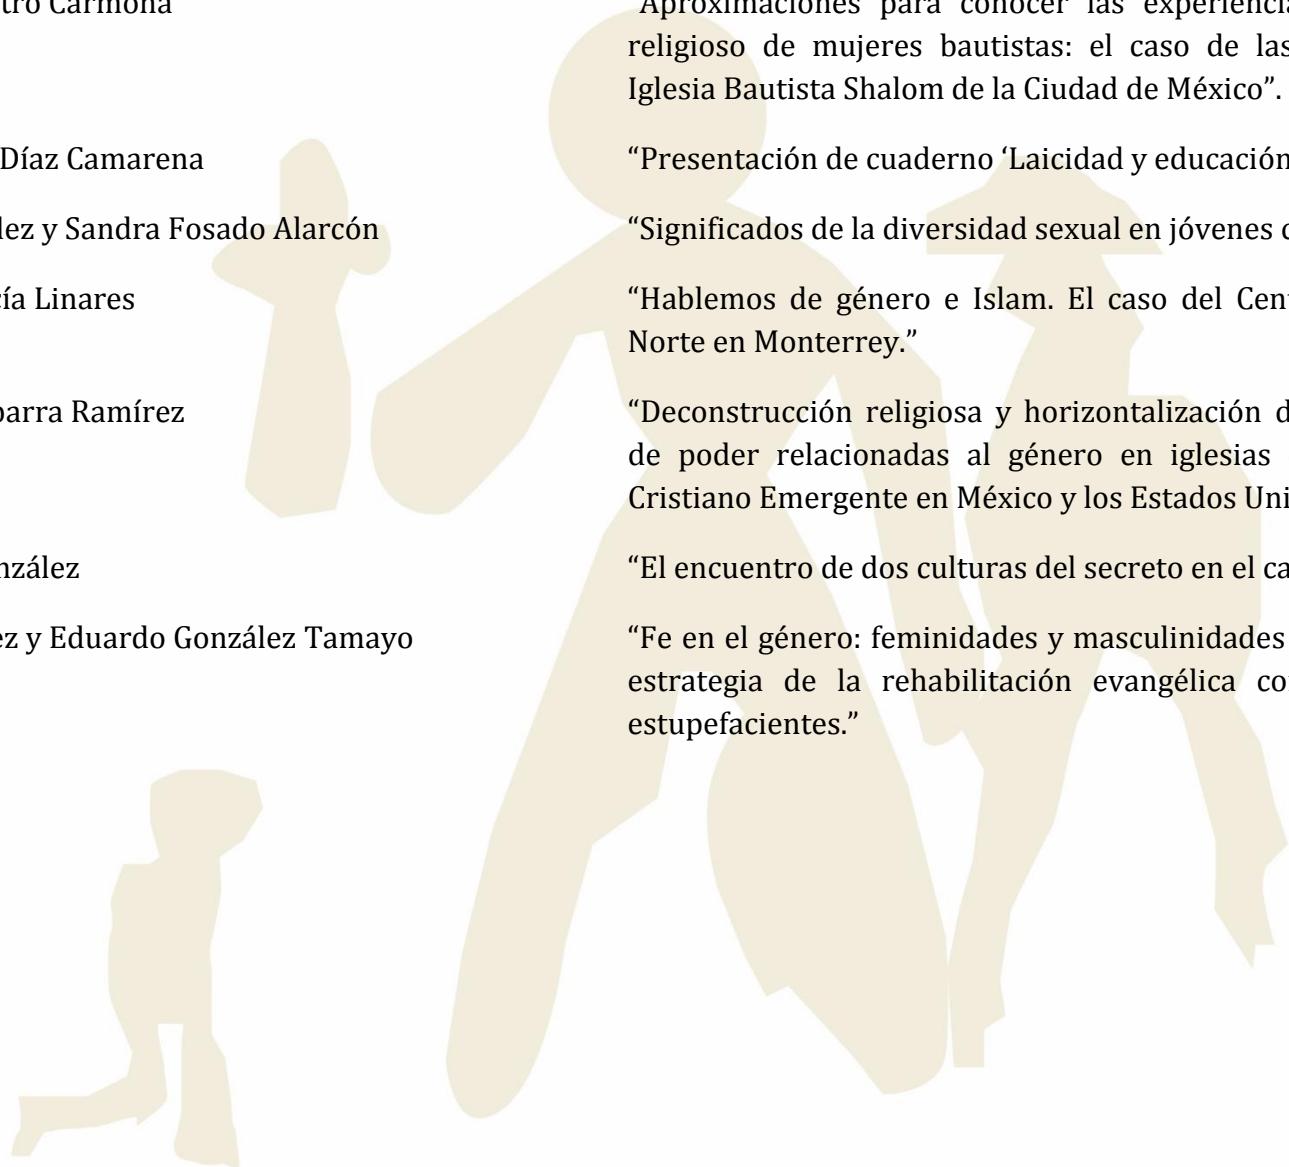 tro Carmona
“Aproximaciones para conocer las experiencia
religioso de mujeres bautistas: el caso de las
Iglesia Bautista Shalom de la Ciudad de México”.
Díaz Camarena
“Presentación de cuaderno ‘Laicidad y educación
lez y Sandra Fosado Alarcón
“Significados de la diversidad sexual en jóvenes
ía Linares
“Hablemos de género e Islam. El caso del Cen
Norte en Monterrey.”
barra Ramírez
“Deconstrucción religiosa y horizontalización d
de poder relacionadas al género en iglesias
Cristiano Emergente en México y los Estados Uni
nzález
“El encuentro de dos culturas del secreto en el ca
ez y Eduardo González Tamayo
“Fe en el género: feminidades y masculinidades
estrategia de la rehabilitación evangélica co
estupefacientes.”